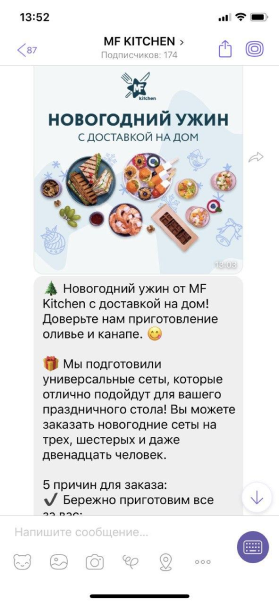 13:52
87
MF KITCHEN >
Подписчиков: 174
MF
Kitchen
НОВОГОДНИЙ УЖИН
С ДОСТАВКОЙ НА ДОМ
13:03
🎄 Новогодний ужин от MF
Kitchen с доставкой на дом!
Доверьте нам приготовление
оливье и канапе. 😋
🎁 Мы подготовили
универсальные сеты, которые
отлично подойдут для вашего
праздничного стола! Вы можете
заказать новогодние сеты на
трех, шестерых и даже
двенадцать человек.
5 причин для заказа:
✔ Бережно приготовим все
за вас;
Напишите сообщение...